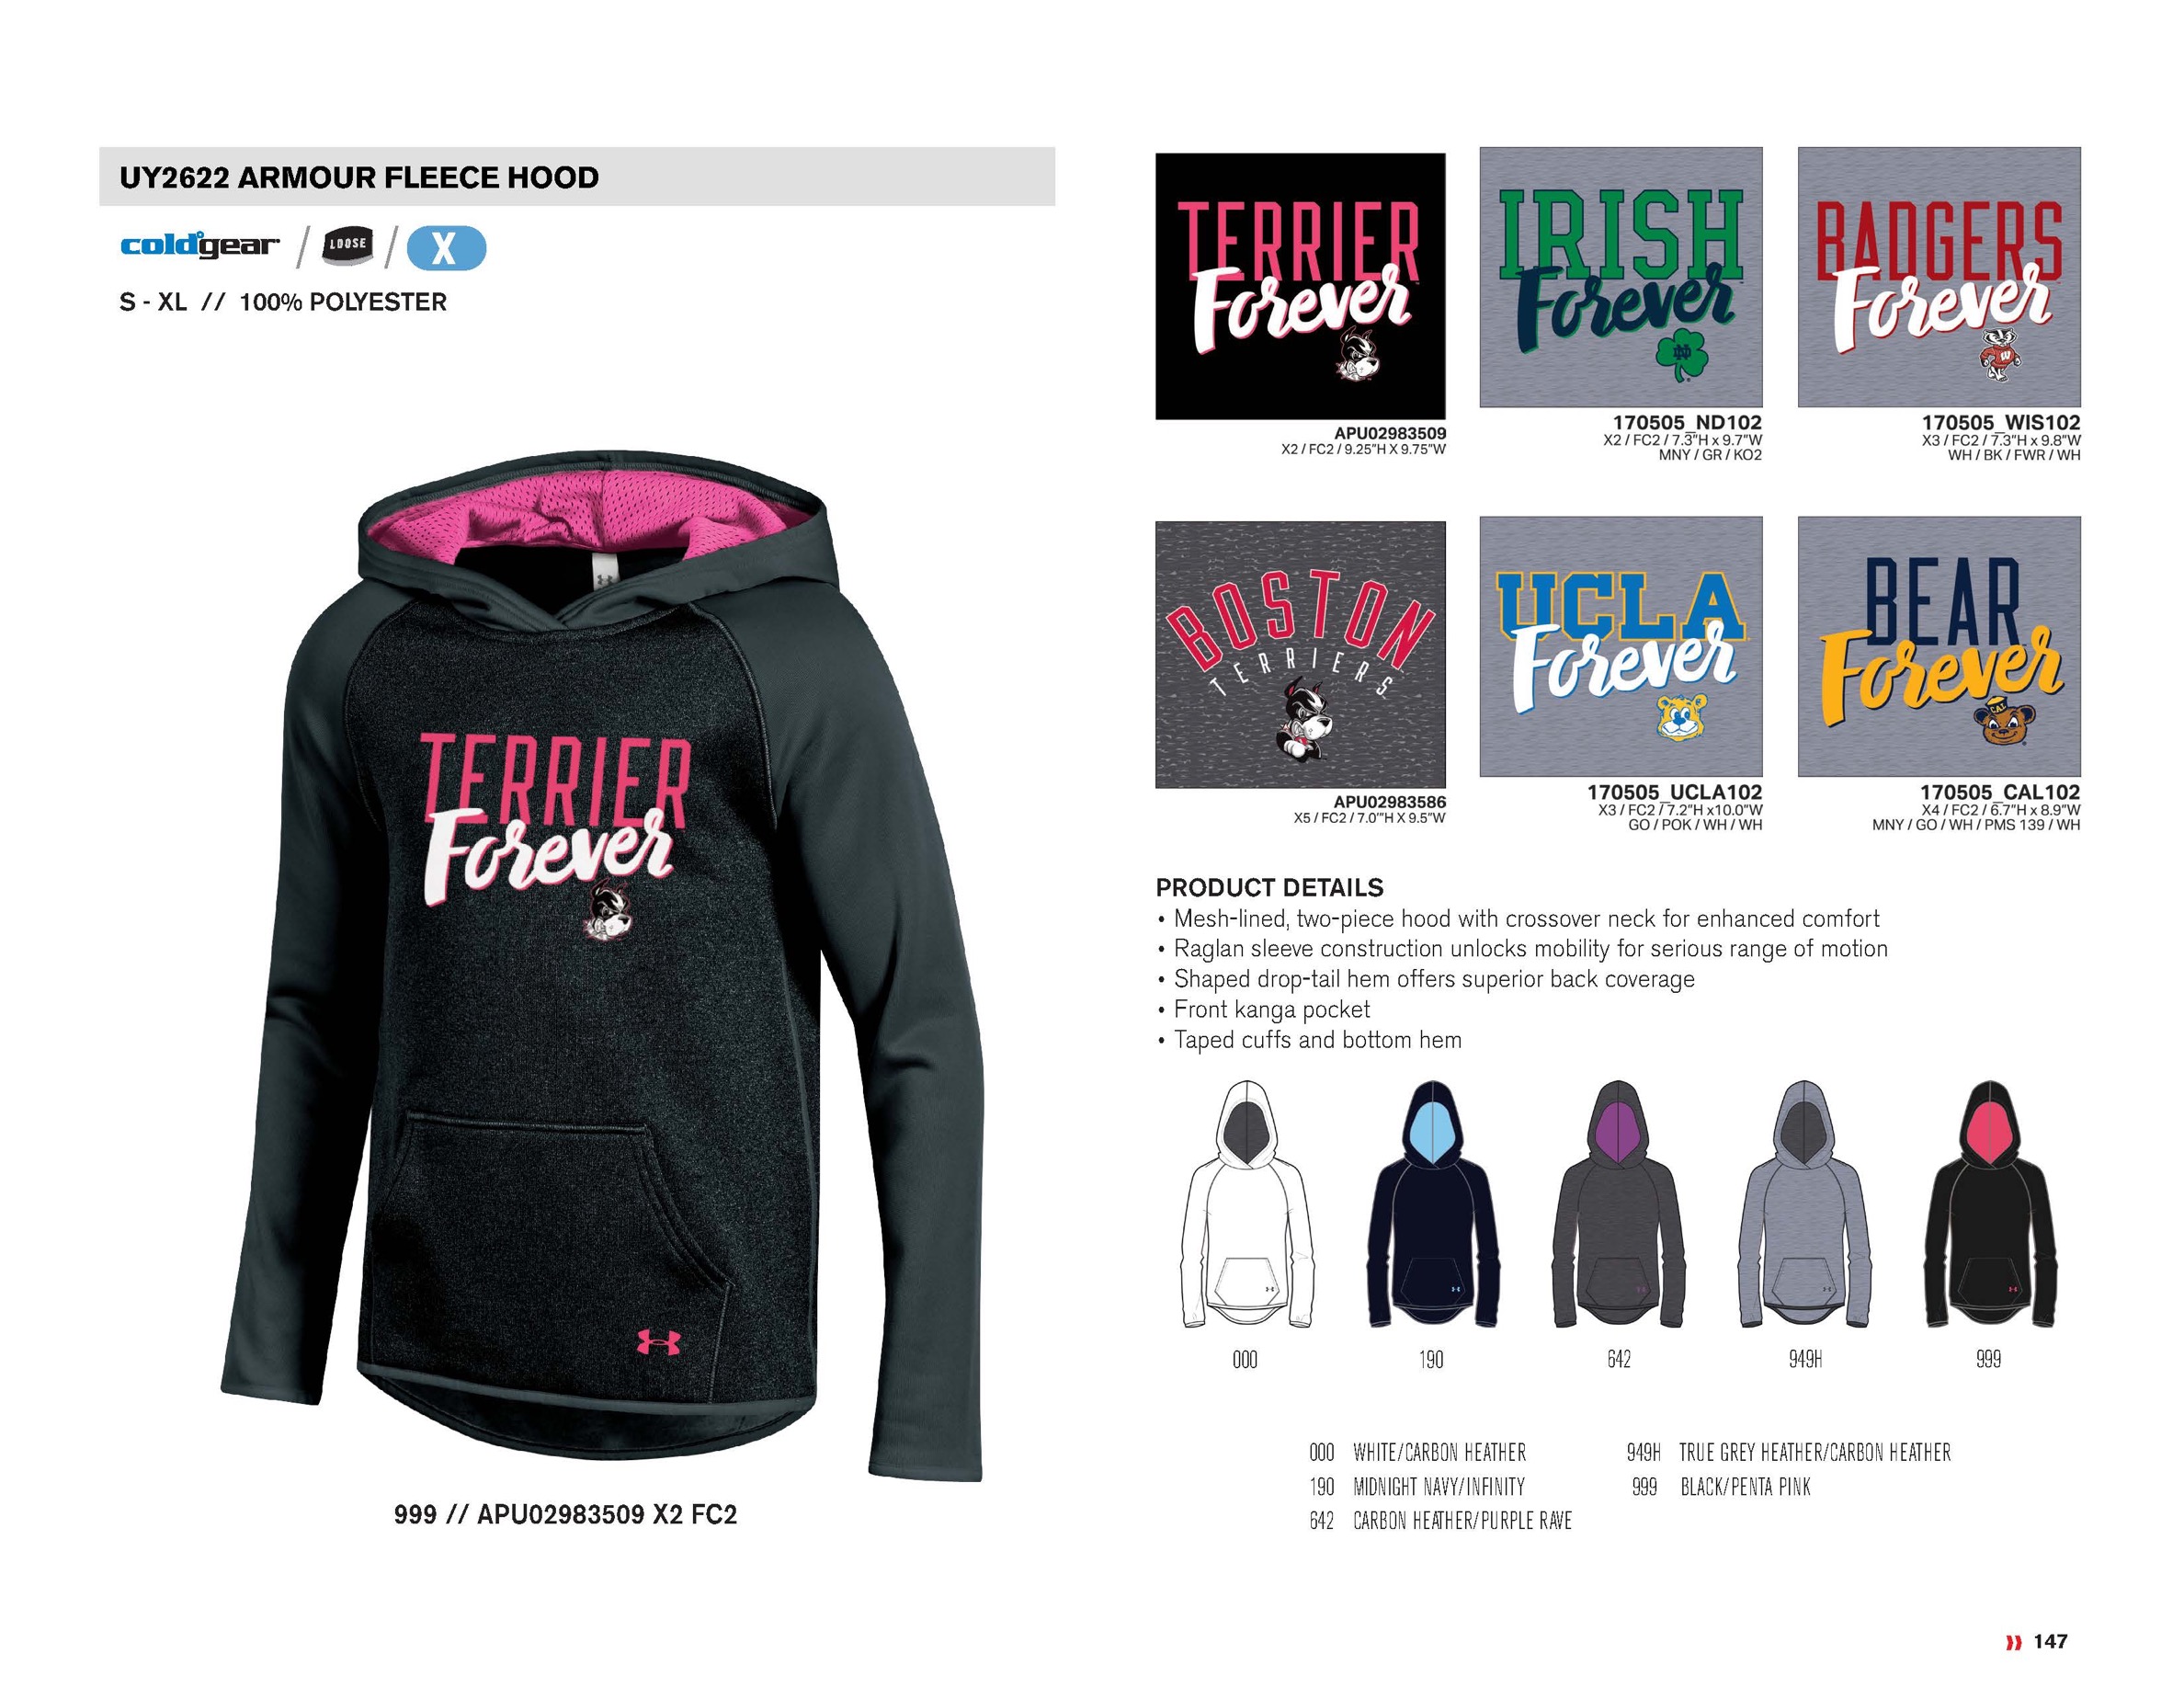 UY2622 ARMOUR FLEECE HOOD
coldgear / LOOSE / X
S - XL // 100% POLYESTER
TERRIER
Forever
999 // APU02983509 X2 FC2
TERRIER
Forever
APU02983509
X2 / FC2 / 9.25"H X 9.75"W
IRISH
Forever
ND
170505_ND102
X2 / FC2 / 7.3"H x 9.7"W
MNY / GR / KO2
BADGERS
Forever
W
170505_WIS102
X3 / FC2 / 7.3"H x 9.8"W
WH / BK / FWR / WH
BOSTON
TERRIERS
APU02983586
X5 / FC2 / 7.0'"H X 9.5"W
UCLA
Forever
170505_UCLA102
X3 / FC2 / 7.2"H x10.0"W
GO / POK / WH / WH
BEAR
Forever
CAL
170505_CAL102
X4 / FC2 / 6.7"H x 8.9"W
MNY / GO / WH / PMS 139 / WH
PRODUCT DETAILS
• Mesh-lined, two-piece hood with crossover neck for enhanced comfort
• Raglan sleeve construction unlocks mobility for serious range of motion
• Shaped drop-tail hem offers superior back coverage
• Front kanga pocket
• Taped cuffs and bottom hem
000 190 642 949H 999
000 WHITE/CARBON HEATHER
190 MIDNIGHT NAVY/INFINITY
642 CARBON HEATHER/PURPLE RAVE
949H TRUE GREY HEATHER/CARBON HEATHER
999 BLACK/PENTA PINK
147